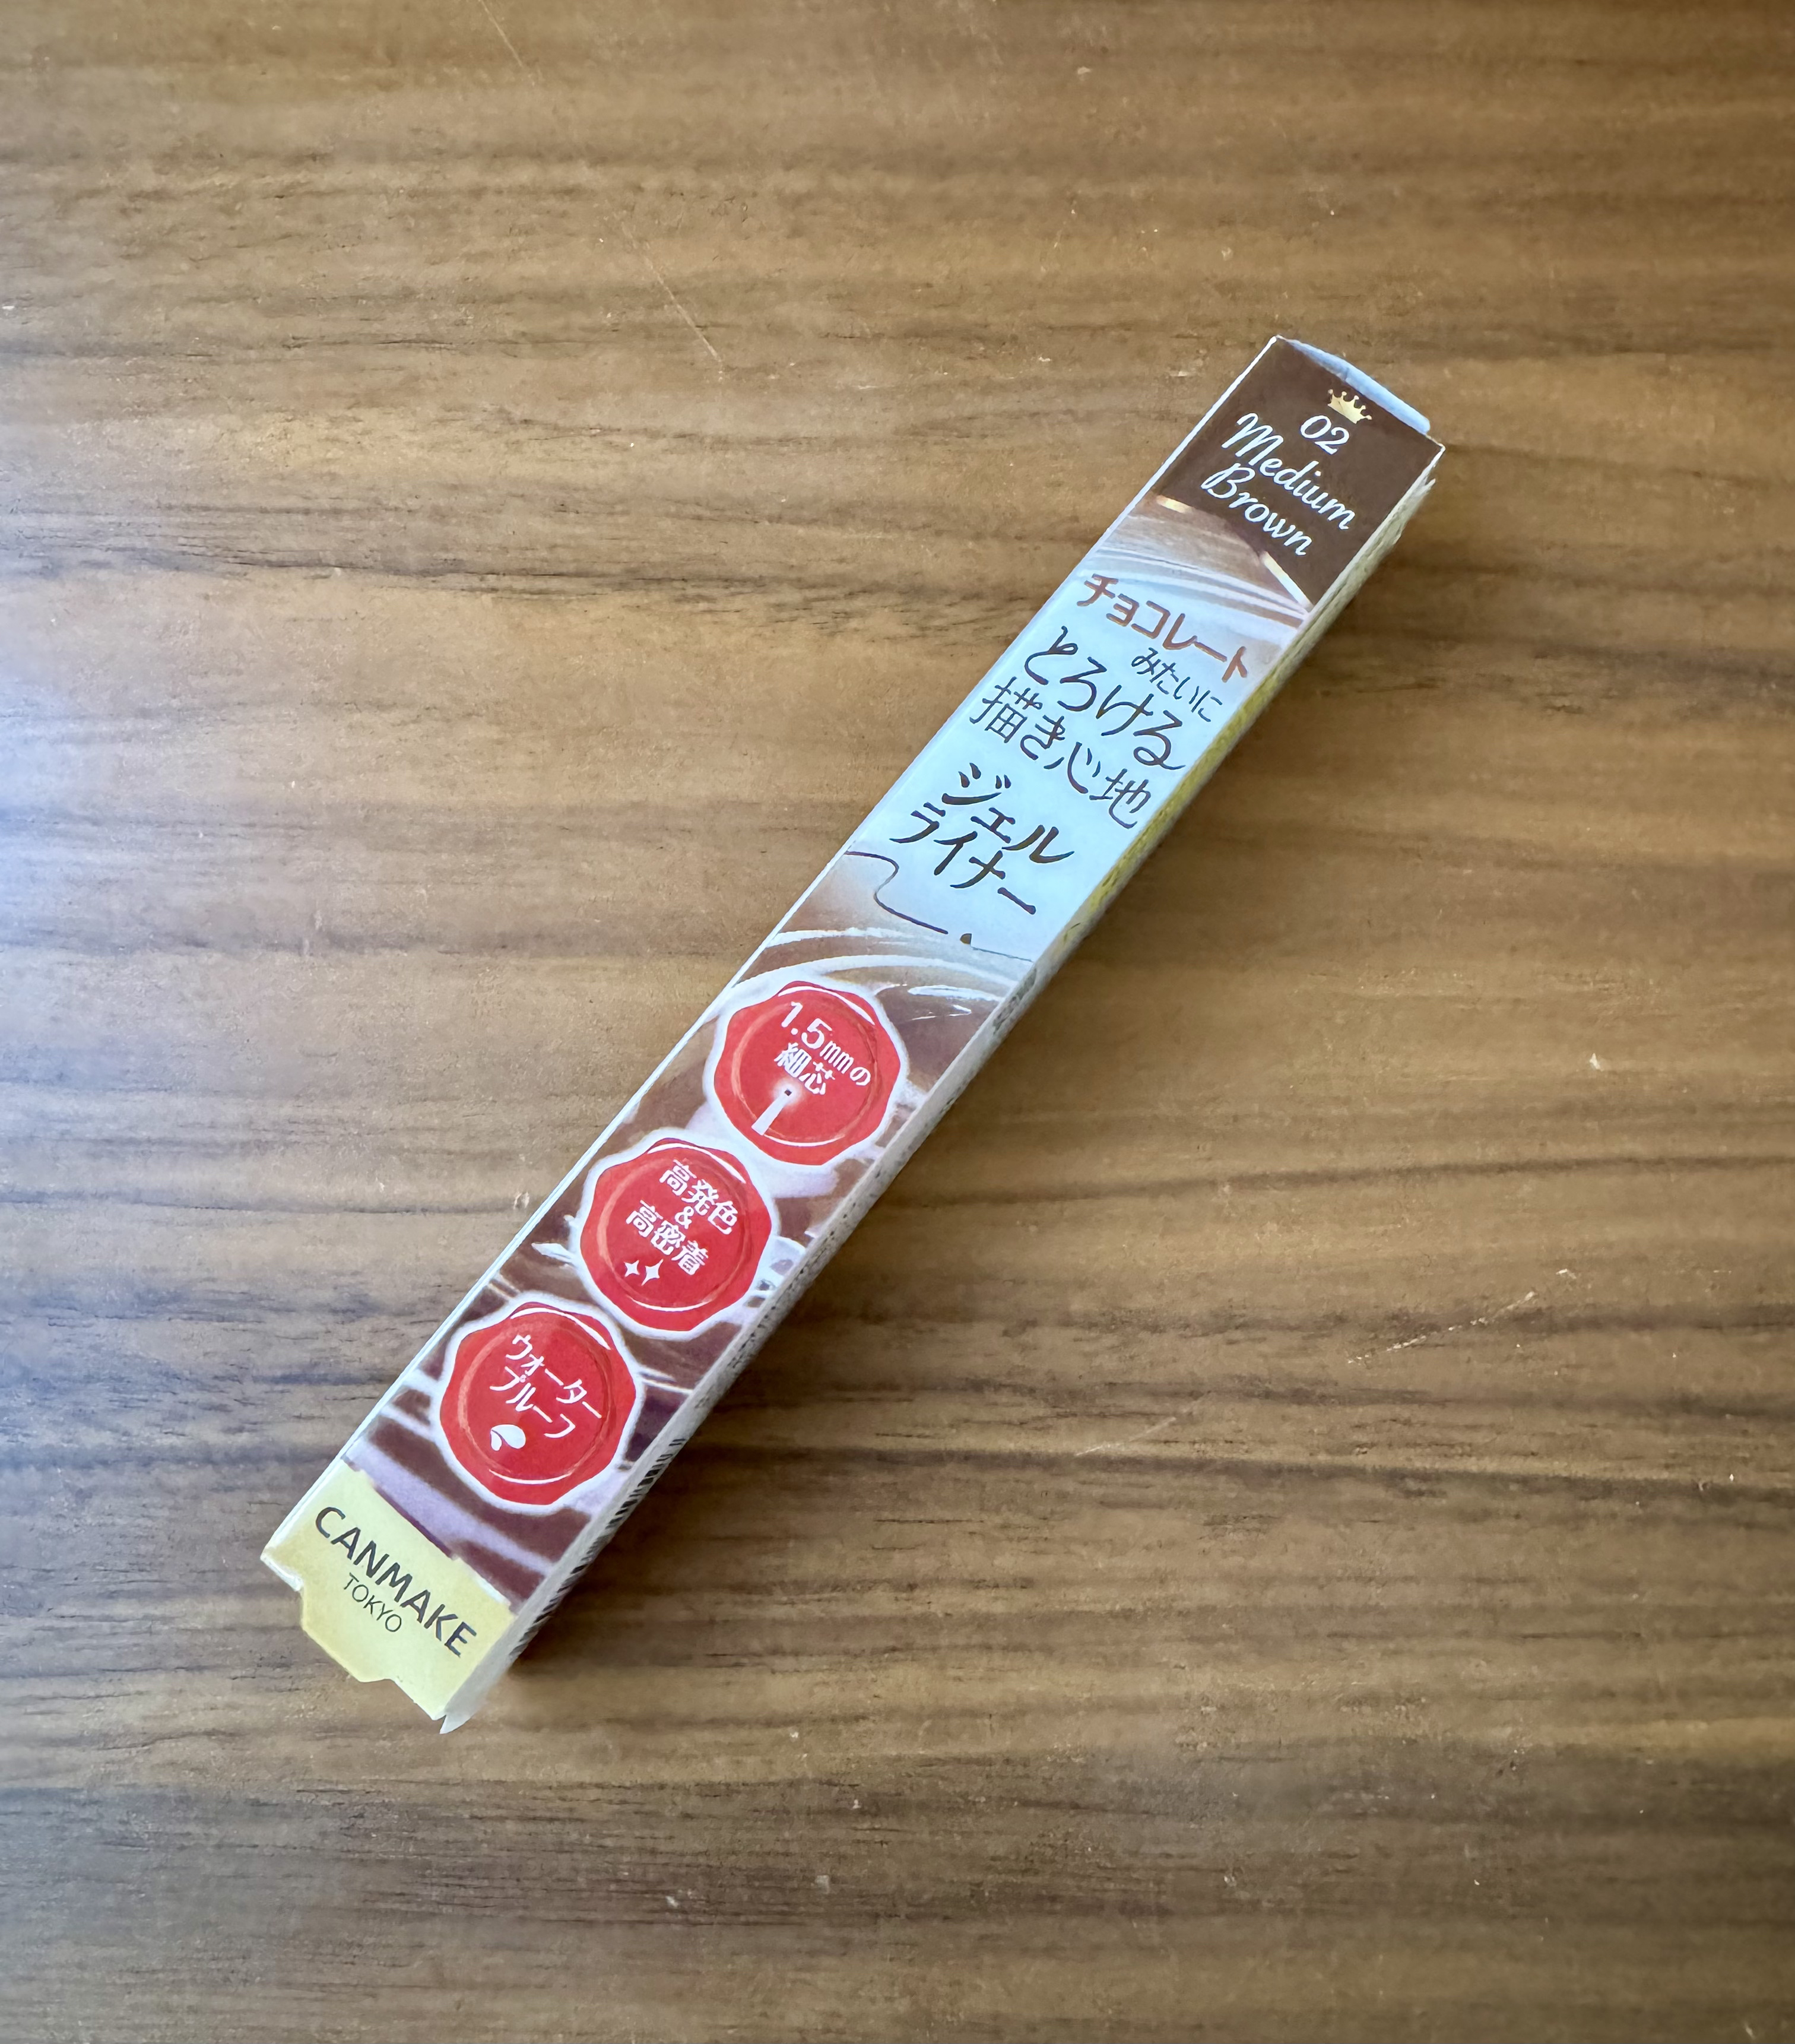 02
Medium
Brown
チョコレート
みたいに
とろける
描き心地
ジェル
ライナー
1.5mmの
細芯
高発色
&
高密着
ウォーター
プルーフ
CANMAKE
TOKYO